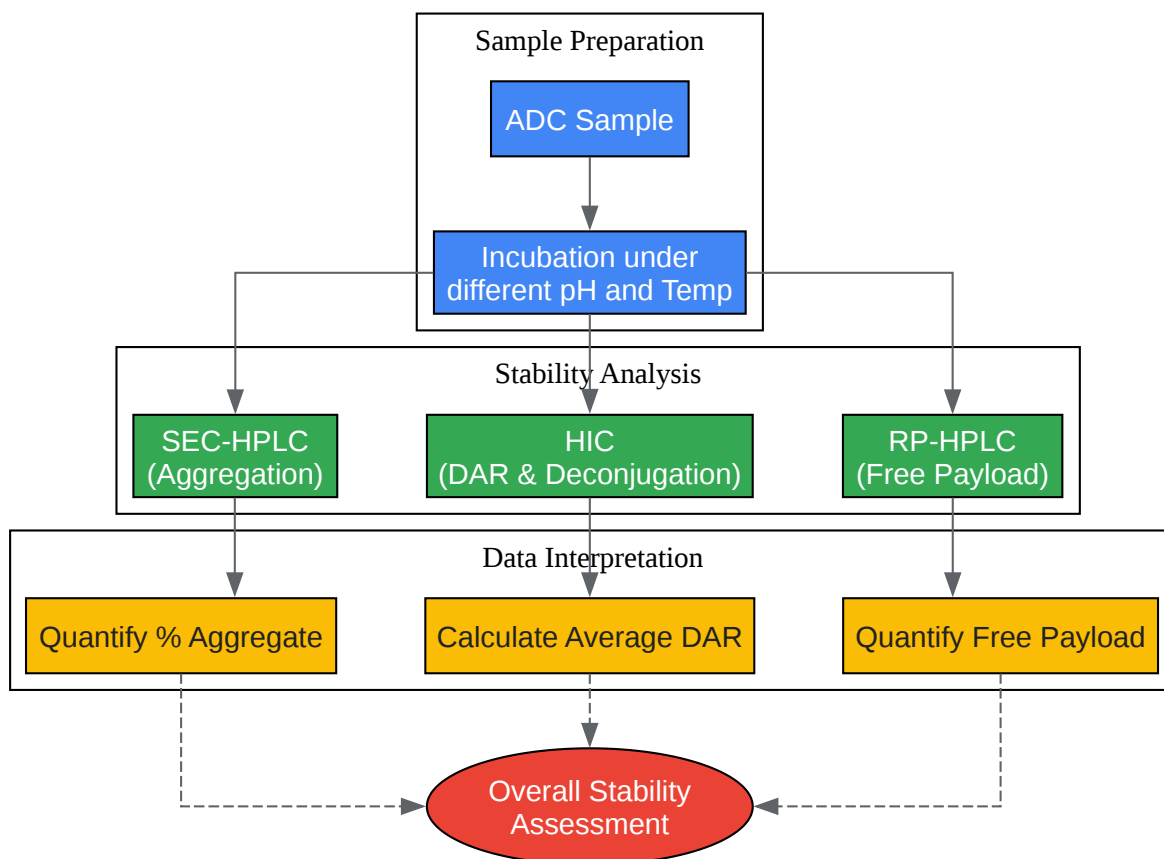 Sample Preparation
ADC Sample
Incubation under
different pH and Temp
Stability Analysis
SEC-HPLC
(Aggregation)
HIC
(DAR & Deconjugation)
RP-HPLC
(Free Payload)
Data Interpretation
Quantify % Aggregate
Calculate Average DAR
Quantify Free Payload
Overall Stability
Assessment